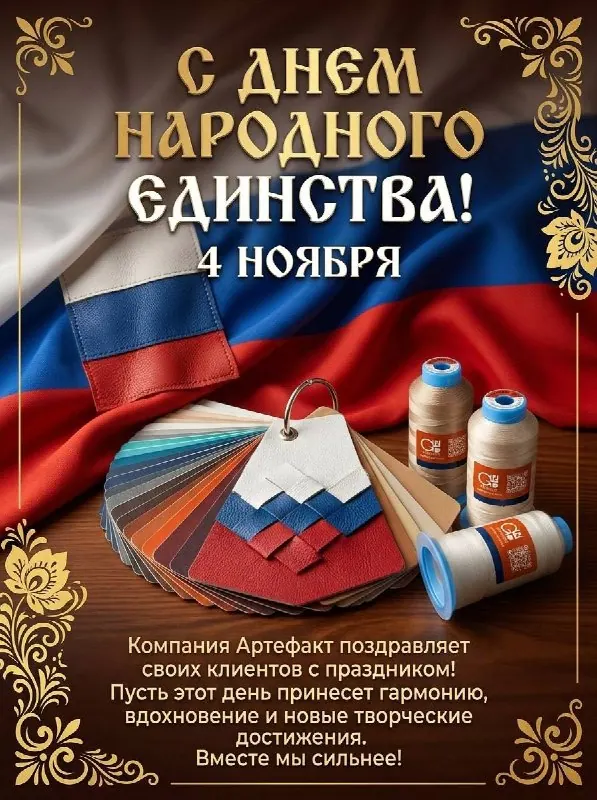 С ДНЕМ
НАРОДНОГО
ЕДИНСТВА!
4 НОЯБРЯ
Компания Артефакт поздравляет
своих клиентов с праздником!
Пусть этот день принесет гармонию,
вдохновение и новые творческие
достижения.
Вместе мы сильнее!